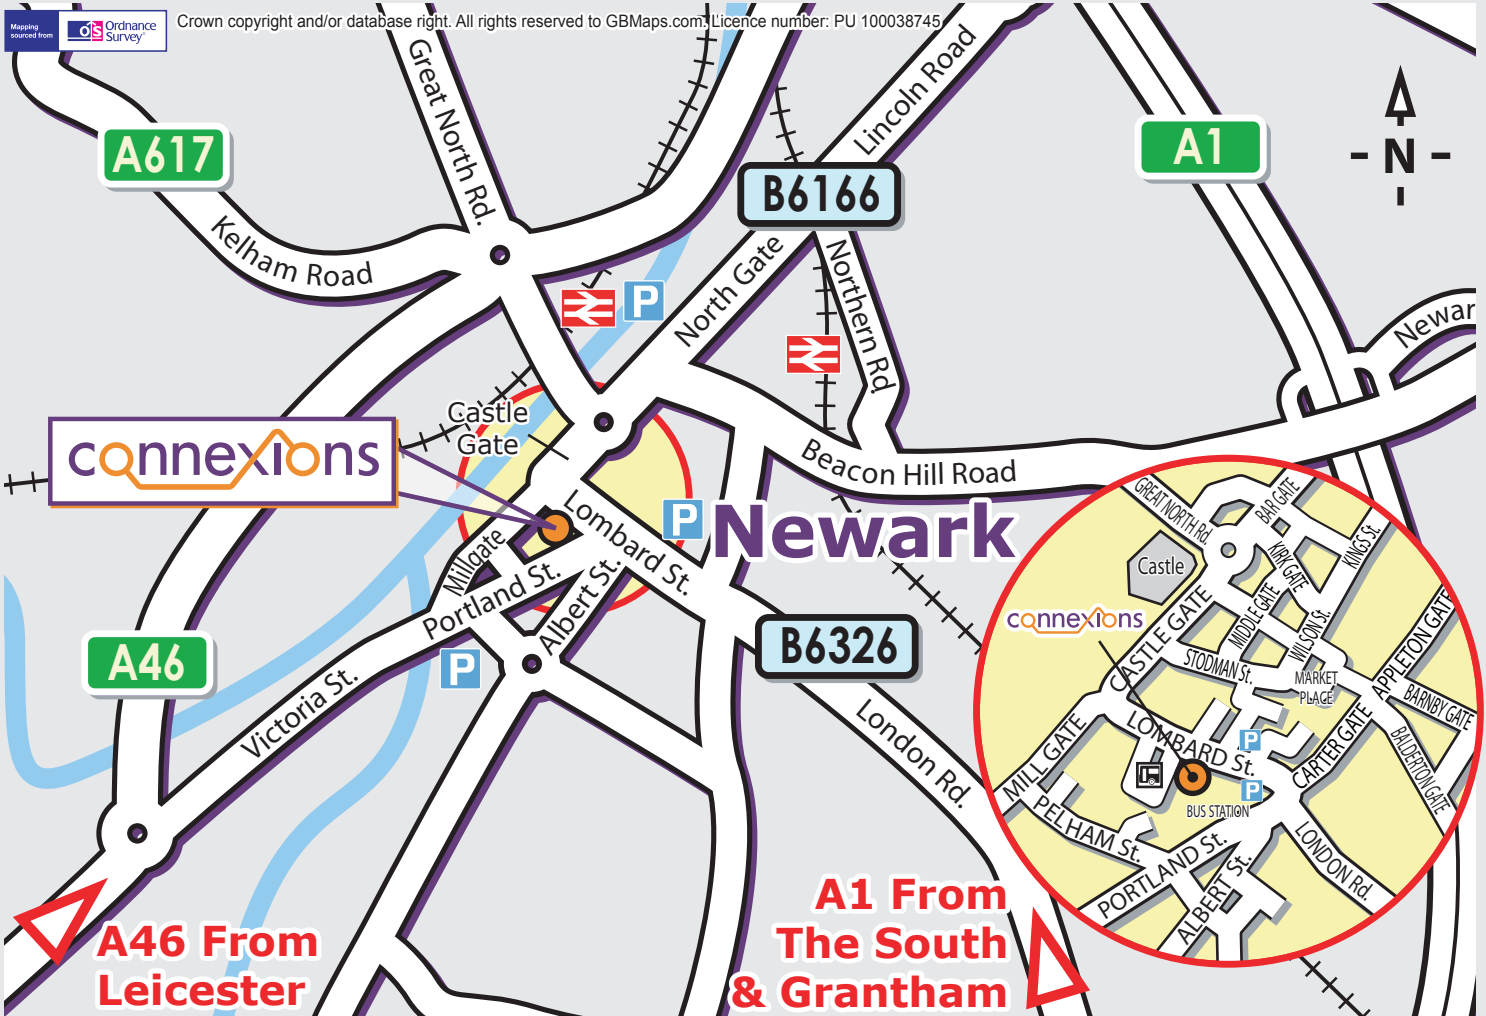 Mapping
sourced from
OS Ordnance
Survey
Crown copyright and/or database right. All rights reserved to GBMaps.com. Licence number: PU 100038745
Great North Rd.
Lincoln Road
A617
A1
N
B6166
Kelham Road
North Gate
Northern Rd.
P
Newar
Castle
Gate
connexions
Beacon Hill Road
Lombard St.
P
Newark
Millgate
Portland St.
Albert St.
A46
P
B6326
Victoria St.
London Rd.
A46 From
Leicester
A1 From
The South
& Grantham
GREAT NORTH Rd.
BAR GATE
KINGS St.
KIRK GATE
Castle
connexions
CASTLE GATE
MIDDLE GATE
WILSON St.
APPLETON GATE
STODMAN St.
MARKET
PLACE
BARNBY GATE
LOMBARD St.
P
CARTER GATE
BALDERTON GATE
MILL GATE
P
BUS STATION
PELHAM St.
PORTLAND St.
ALBERT St.
LONDON Rd.